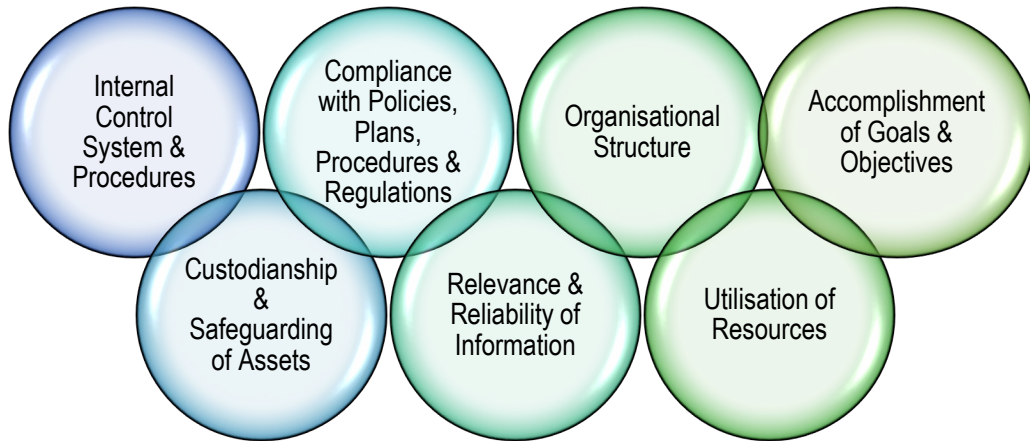 Internal
Control
System &
Procedures
Custodianship
&
Safeguarding
of Assets
Compliance
with Policies,
Plans,
Procedures &
Regulations
Relevance &
Reliability of
Information
Organisational
Structure
Utilisation of
Resources
Accomplishment
of Goals &
Objectives